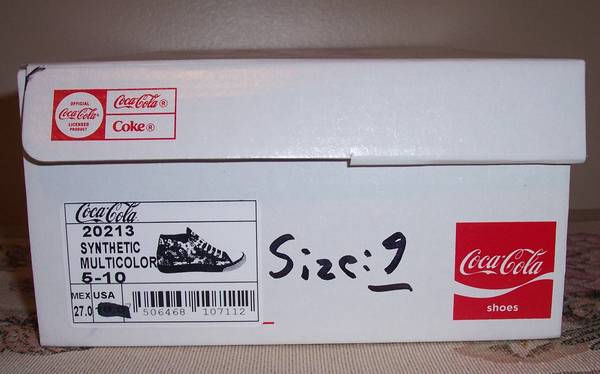 OFFICIAL
Coca-Cola®
LICENSED
PRODUCT
Coca-Cola®
Coke®
Coca-Cola
20213
SYNTHETIC
MULTICOLOR
5-10
MEX USA
27.0
506468 107112
Size: 9
Coca-Cola
shoes